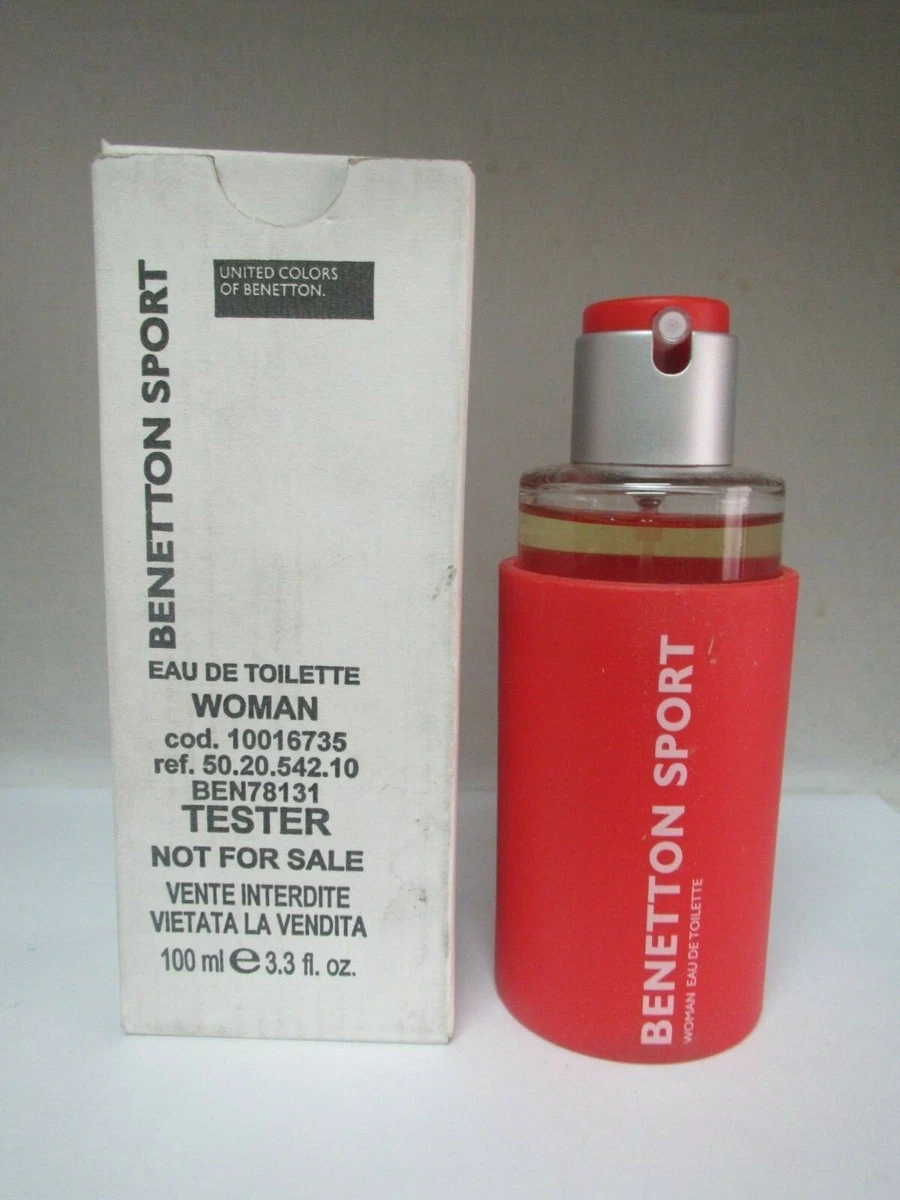 UNITED COLORS
OF BENETTON.
BENETTON SPORT
EAU DE TOILETTE
WOMAN
cod. 10016735
ref. 50.20.542.10
BEN78131
TESTER
NOT FOR SALE
VENTE INTERDITE
VIETATA LA VENDITA
100 ml e 3.3 fl. oz.
BENETTON SPORT
WOMAN EAU DE TOILETTE